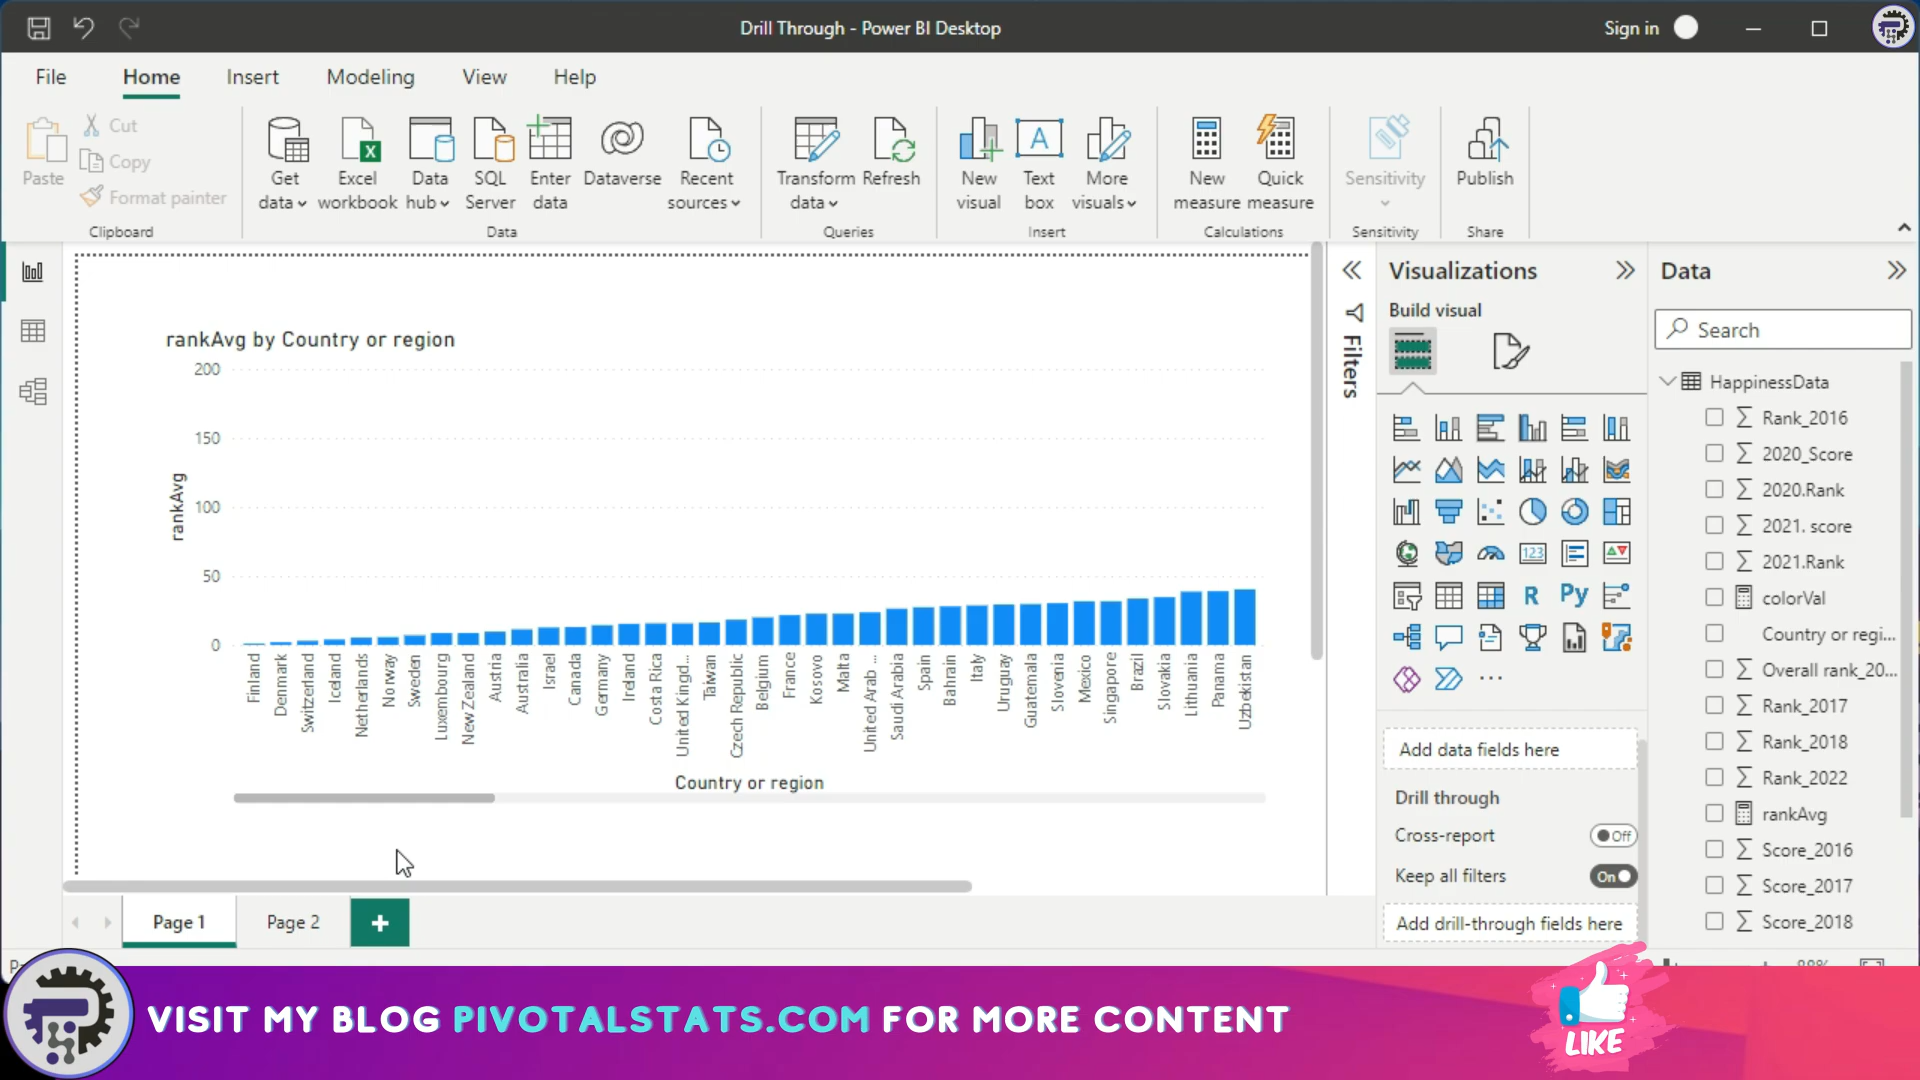 Drill Through - Power BI Desktop
Sign in
File
Home
Insert
Modeling
View
Help
Paste
Cut
Copy
Format painter
Clipboard
Get data
Excel workbook
Data hub
SQL Server
Enter data
Dataverse
Recent sources
Data
Transform data
Refresh
Queries
New visual
Text box
More visuals
Insert
New measure
Quick measure
Calculations
Sensitivity
Sensitivity
Publish
Share
rankAvg by Country or region
200
150
100
50
0
rankAvg
Finland
Denmark
Switzerland
Iceland
Netherlands
Norway
Sweden
Luxembourg
New Zealand
Austria
Australia
Israel
Canada
Germany
Ireland
Costa Rica
United Kingd...
Taiwan
Czech Republic
Belgium
France
Kosovo
Malta
United Arab ...
Saudi Arabia
Spain
Bahrain
Italy
Uruguay
Guatemala
Slovenia
Mexico
Singapore
Brazil
Slovakia
Lithuania
Panama
Uzbekistan
Country or region
Page 1
Page 2
Filters
Visualizations
Build visual
123
R
Py
...
Add data fields here
Drill through
Cross-report
Off
Keep all filters
On
Add drill-through fields here
Data
Search
HappinessData
Rank_2016
2020_Score
2020.Rank
2021. score
2021.Rank
colorVal
Country or regi...
Overall rank_20...
Rank_2017
Rank_2018
Rank_2022
rankAvg
Score_2016
Score_2017
Score_2018
VISIT MY BLOG PIVOTALSTATS.COM FOR MORE CONTENT
LIKE